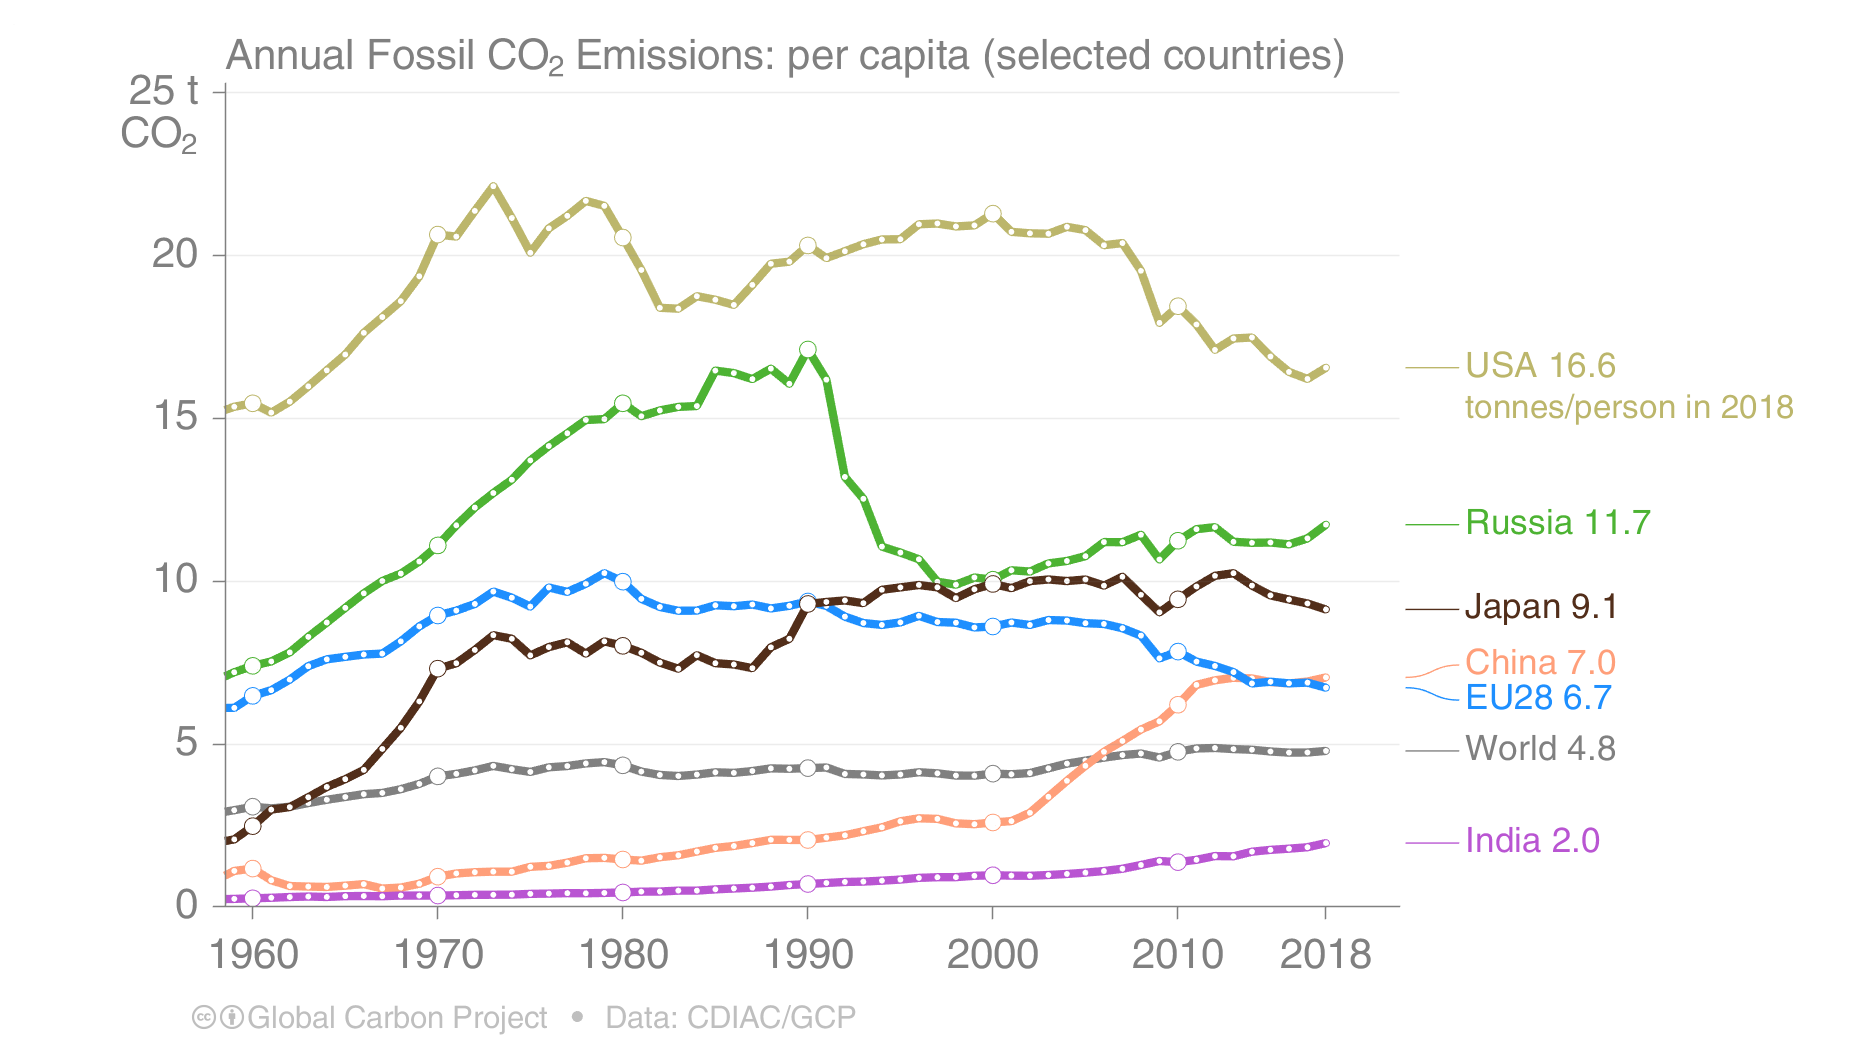 Annual Fossil CO₂ Emissions: per capita (selected countries)
25 t
CO₂
20
15
10
5
0
1960 1970 1980 1990 2000 2010 2018
USA 16.6
tonnes/person in 2018
Russia 11.7
Japan 9.1
China 7.0
EU28 6.7
World 4.8
India 2.0
cc Global Carbon Project • Data: CDIAC/GCP